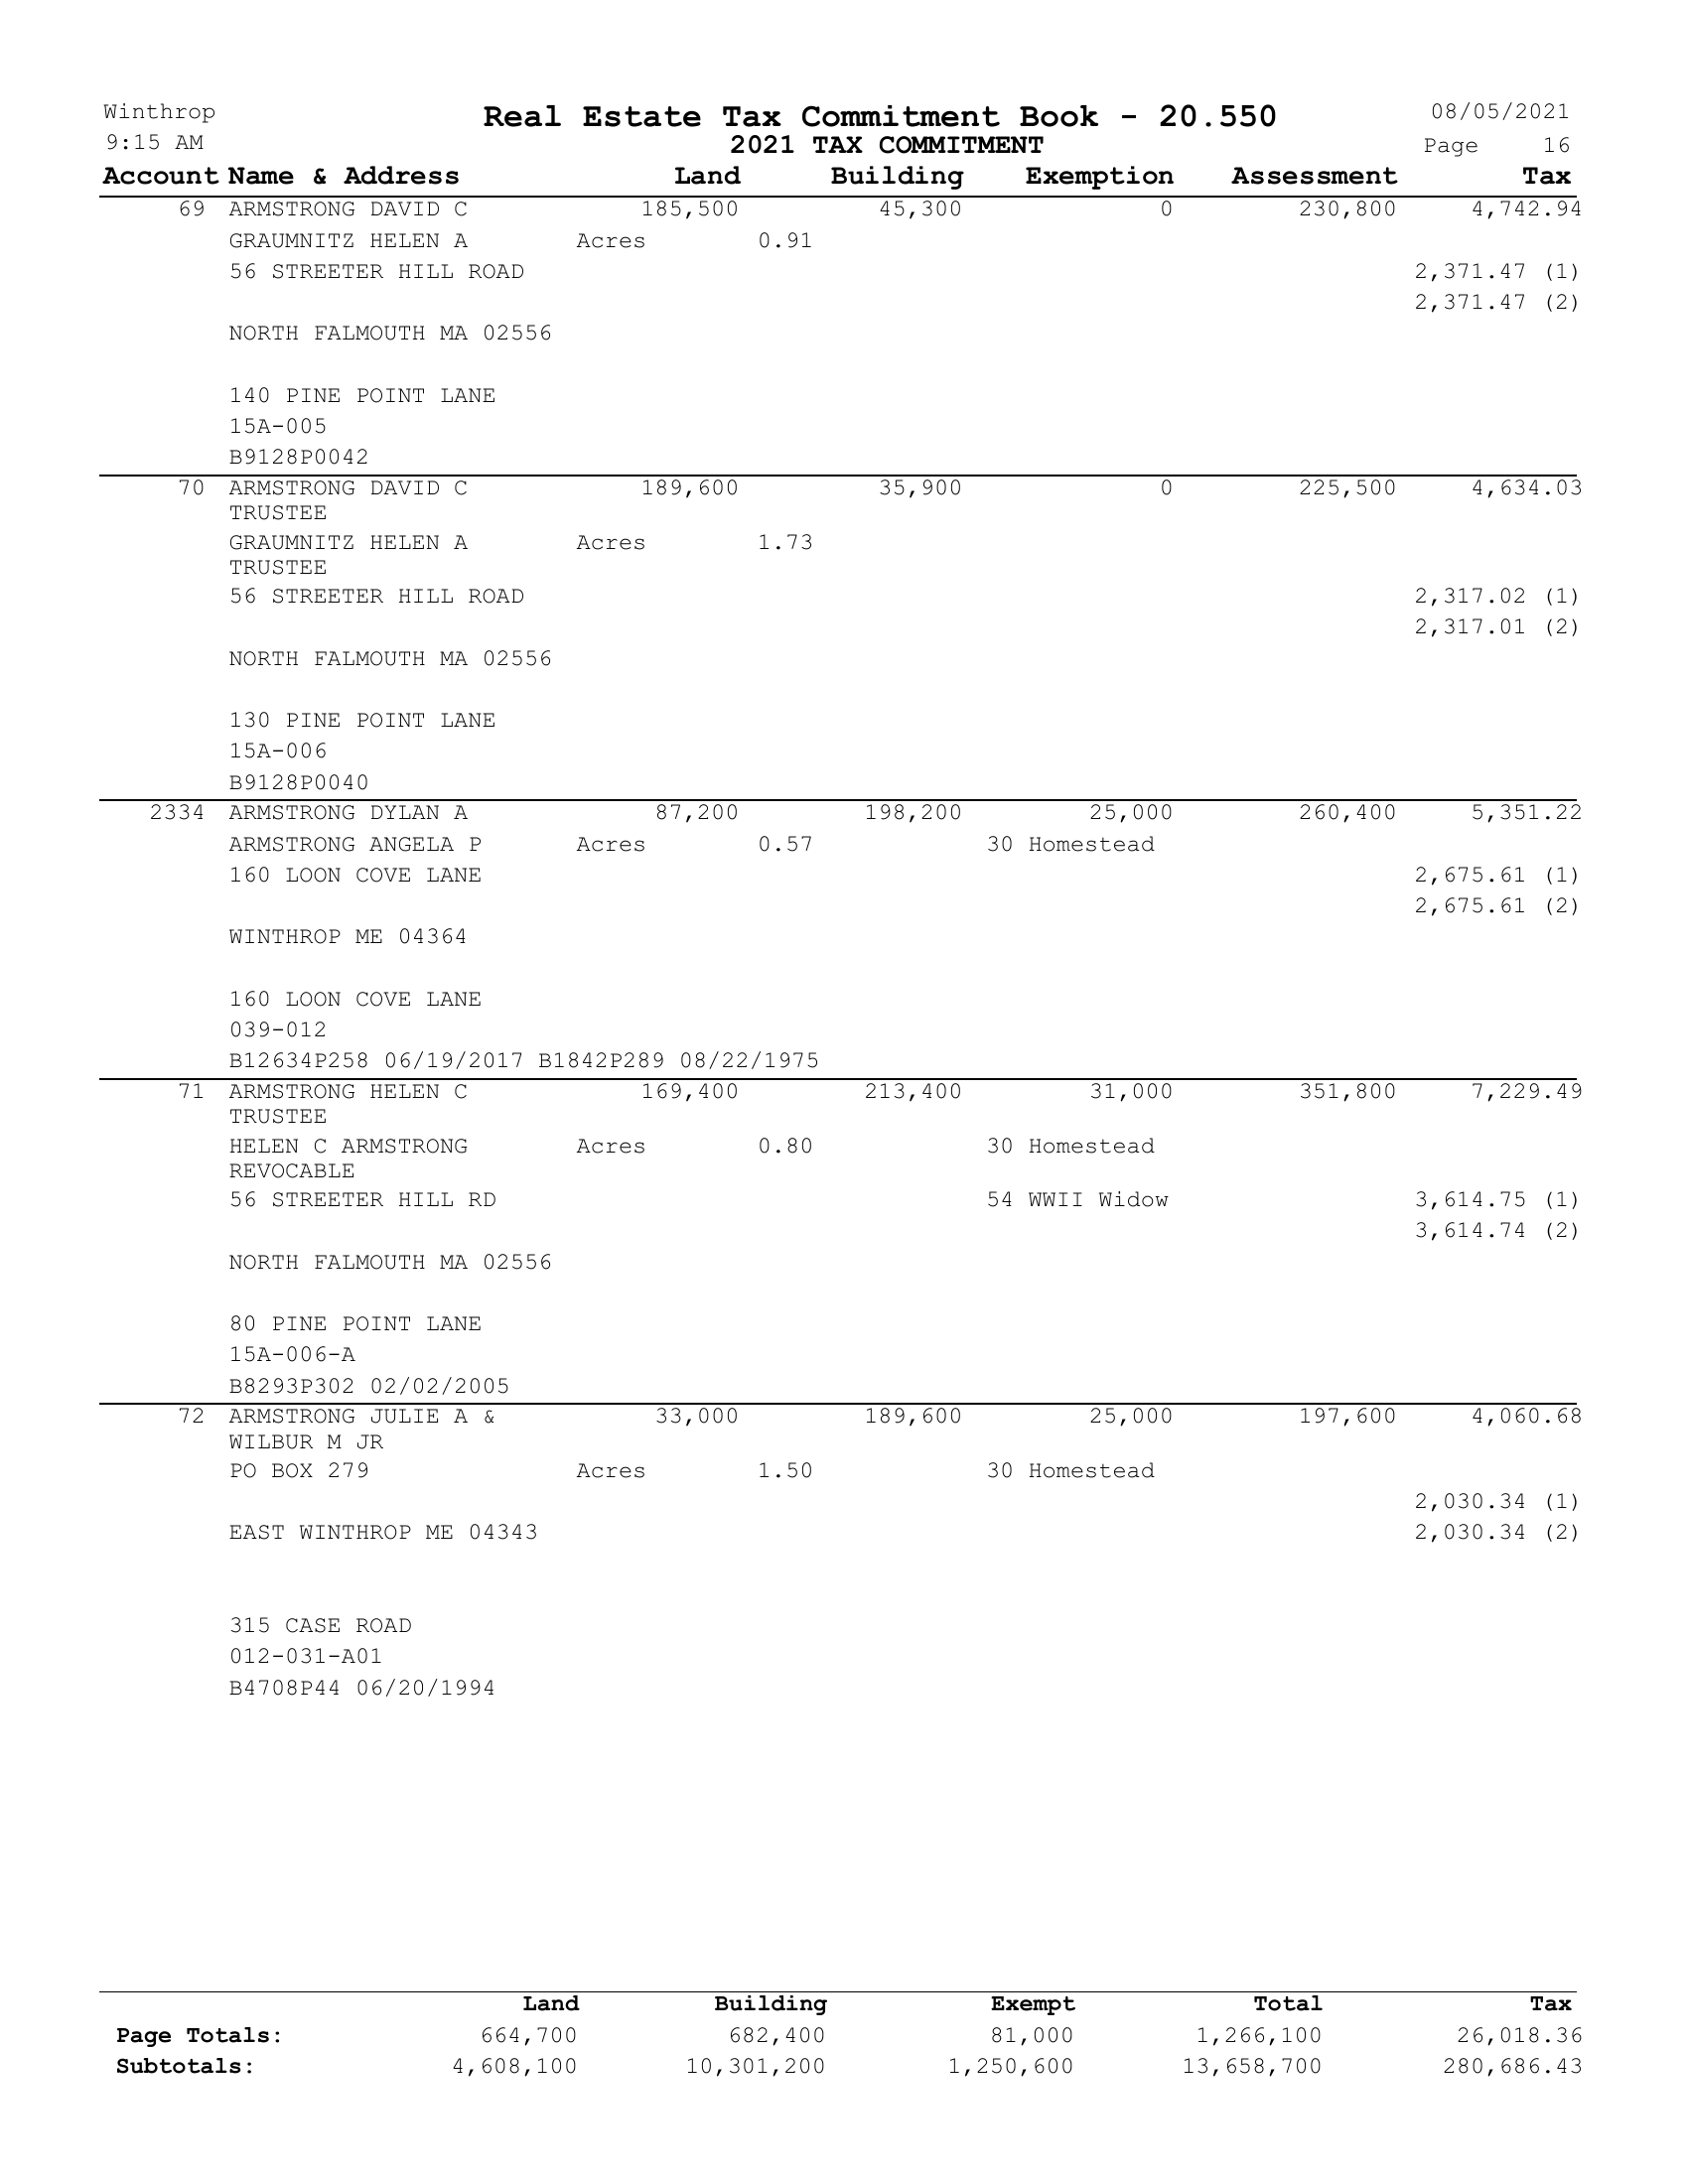 Winthrop Real Estate Tax Commitment Book - 20.550 08/05/2021
9:15 AM 2021 TAX COMMITMENT Page 16
Account Name & Address Land Building Exemption Assessment Tax
69 ARMSTRONG DAVID C 185,500 45,300 0 230,800 4,742.94
GRAUMNITZ HELEN A Acres 0.91
56 STREETER HILL ROAD 2,371.47 (1)
2,371.47 (2)
NORTH FALMOUTH MA 02556
140 PINE POINT LANE
15A-005
B9128P0042
70 ARMSTRONG DAVID C 189,600 35,900 0 225,500 4,634.03
TRUSTEE
GRAUMNITZ HELEN A Acres 1.73
TRUSTEE
56 STREETER HILL ROAD 2,317.02 (1)
2,317.01 (2)
NORTH FALMOUTH MA 02556
130 PINE POINT LANE
15A-006
B9128P0040
2334 ARMSTRONG DYLAN A 87,200 198,200 25,000 260,400 5,351.22
ARMSTRONG ANGELA P Acres 0.57 30 Homestead
160 LOON COVE LANE 2,675.61 (1)
2,675.61 (2)
WINTHROP ME 04364
160 LOON COVE LANE
039-012
B12634P258 06/19/2017 B1842P289 08/22/1975
71 ARMSTRONG HELEN C 169,400 213,400 31,000 351,800 7,229.49
TRUSTEE
HELEN C ARMSTRONG Acres 0.80 30 Homestead
REVOCABLE
56 STREETER HILL RD 54 WWII Widow 3,614.75 (1)
3,614.74 (2)
NORTH FALMOUTH MA 02556
80 PINE POINT LANE
15A-006-A
B8293P302 02/02/2005
72 ARMSTRONG JULIE A & 33,000 189,600 25,000 197,600 4,060.68
WILBUR M JR
PO BOX 279 Acres 1.50 30 Homestead
2,030.34 (1)
EAST WINTHROP ME 04343 2,030.34 (2)
315 CASE ROAD
012-031-A01
B4708P44 06/20/1994
Land Building Exempt Total Tax
Page Totals: 664,700 682,400 81,000 1,266,100 26,018.36
Subtotals: 4,608,100 10,301,200 1,250,600 13,658,700 280,686.43